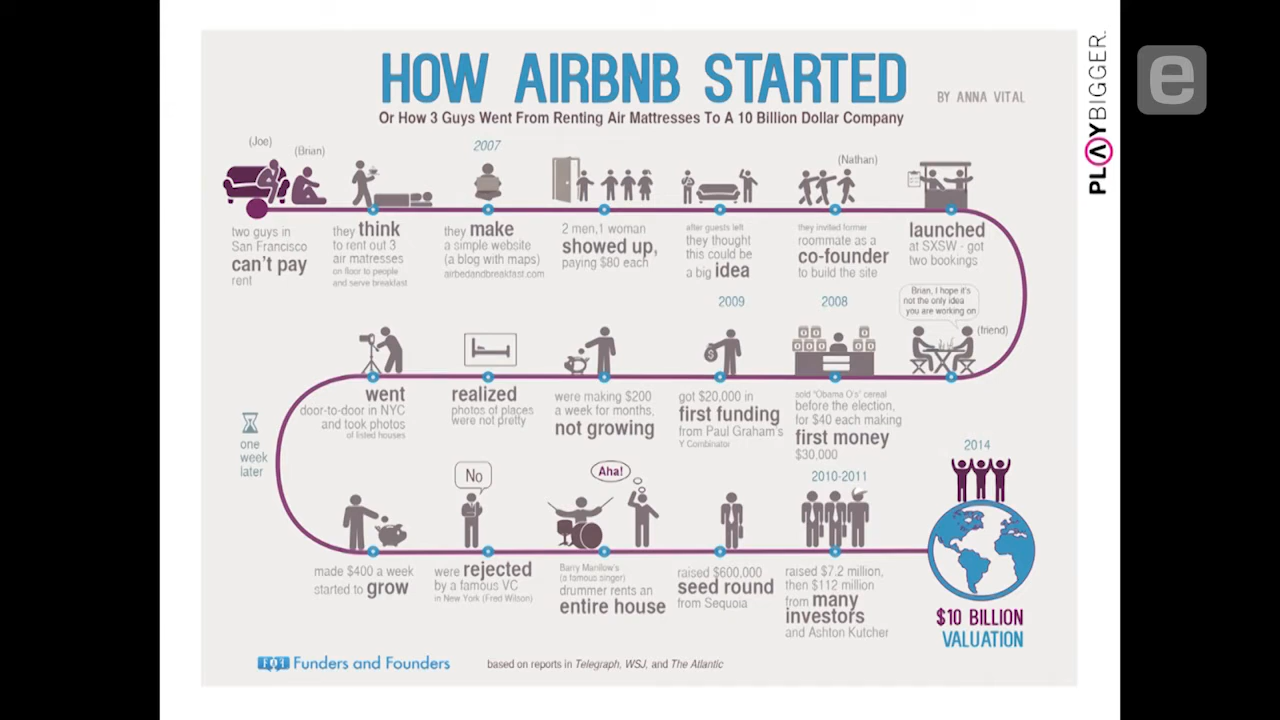 HOW AIRBNB STARTED
BY ANNA VITAL
Or How 3 Guys Went From Renting Air Mattresses To A 10 Billion Dollar Company
PLAYBIGGER.
e
(Joe)
(Brian)
two guys in
San Francisco
can't pay
rent
they think
to rent out 3
air matresses
on floor to people
and serve breakfast
2007
they make
a simple website
(a blog with maps)
airbedandbreakfast.com
2 men,1 woman
showed up,
paying $80 each
after guests left
they thought
this could be
a big idea
(Nathan)
they invited former
roommate as a
co-founder
to build the site
launched
at SXSW - got
two bookings
Brian, I hope it's
not the only idea
you are working on
(friend)
2008
sold "Obama O's" cereal
before the election,
for $40 each making
first money
$30,000
2009
got $20,000 in
first funding
from Paul Graham's
Y Combinator
were making $200
a week for months,
not growing
realized
photos of places
were not pretty
went
door-to-door in NYC
and took photos
of listed houses
one
week
later
made $400 a week
started to grow
No
were rejected
by a famous VC
in New York (Fred Wilson)
Aha!
Barry Manilow's
(a famous singer)
drummer rents an
entire house
raised $600,000
seed round
from Sequoia
2010-2011
raised $7.2 million,
then $112 million
from many
investors
and Ashton Kutcher
2014
$10 BILLION
VALUATION
Funders and Founders
based on reports in Telegraph, WSJ, and The Atlantic